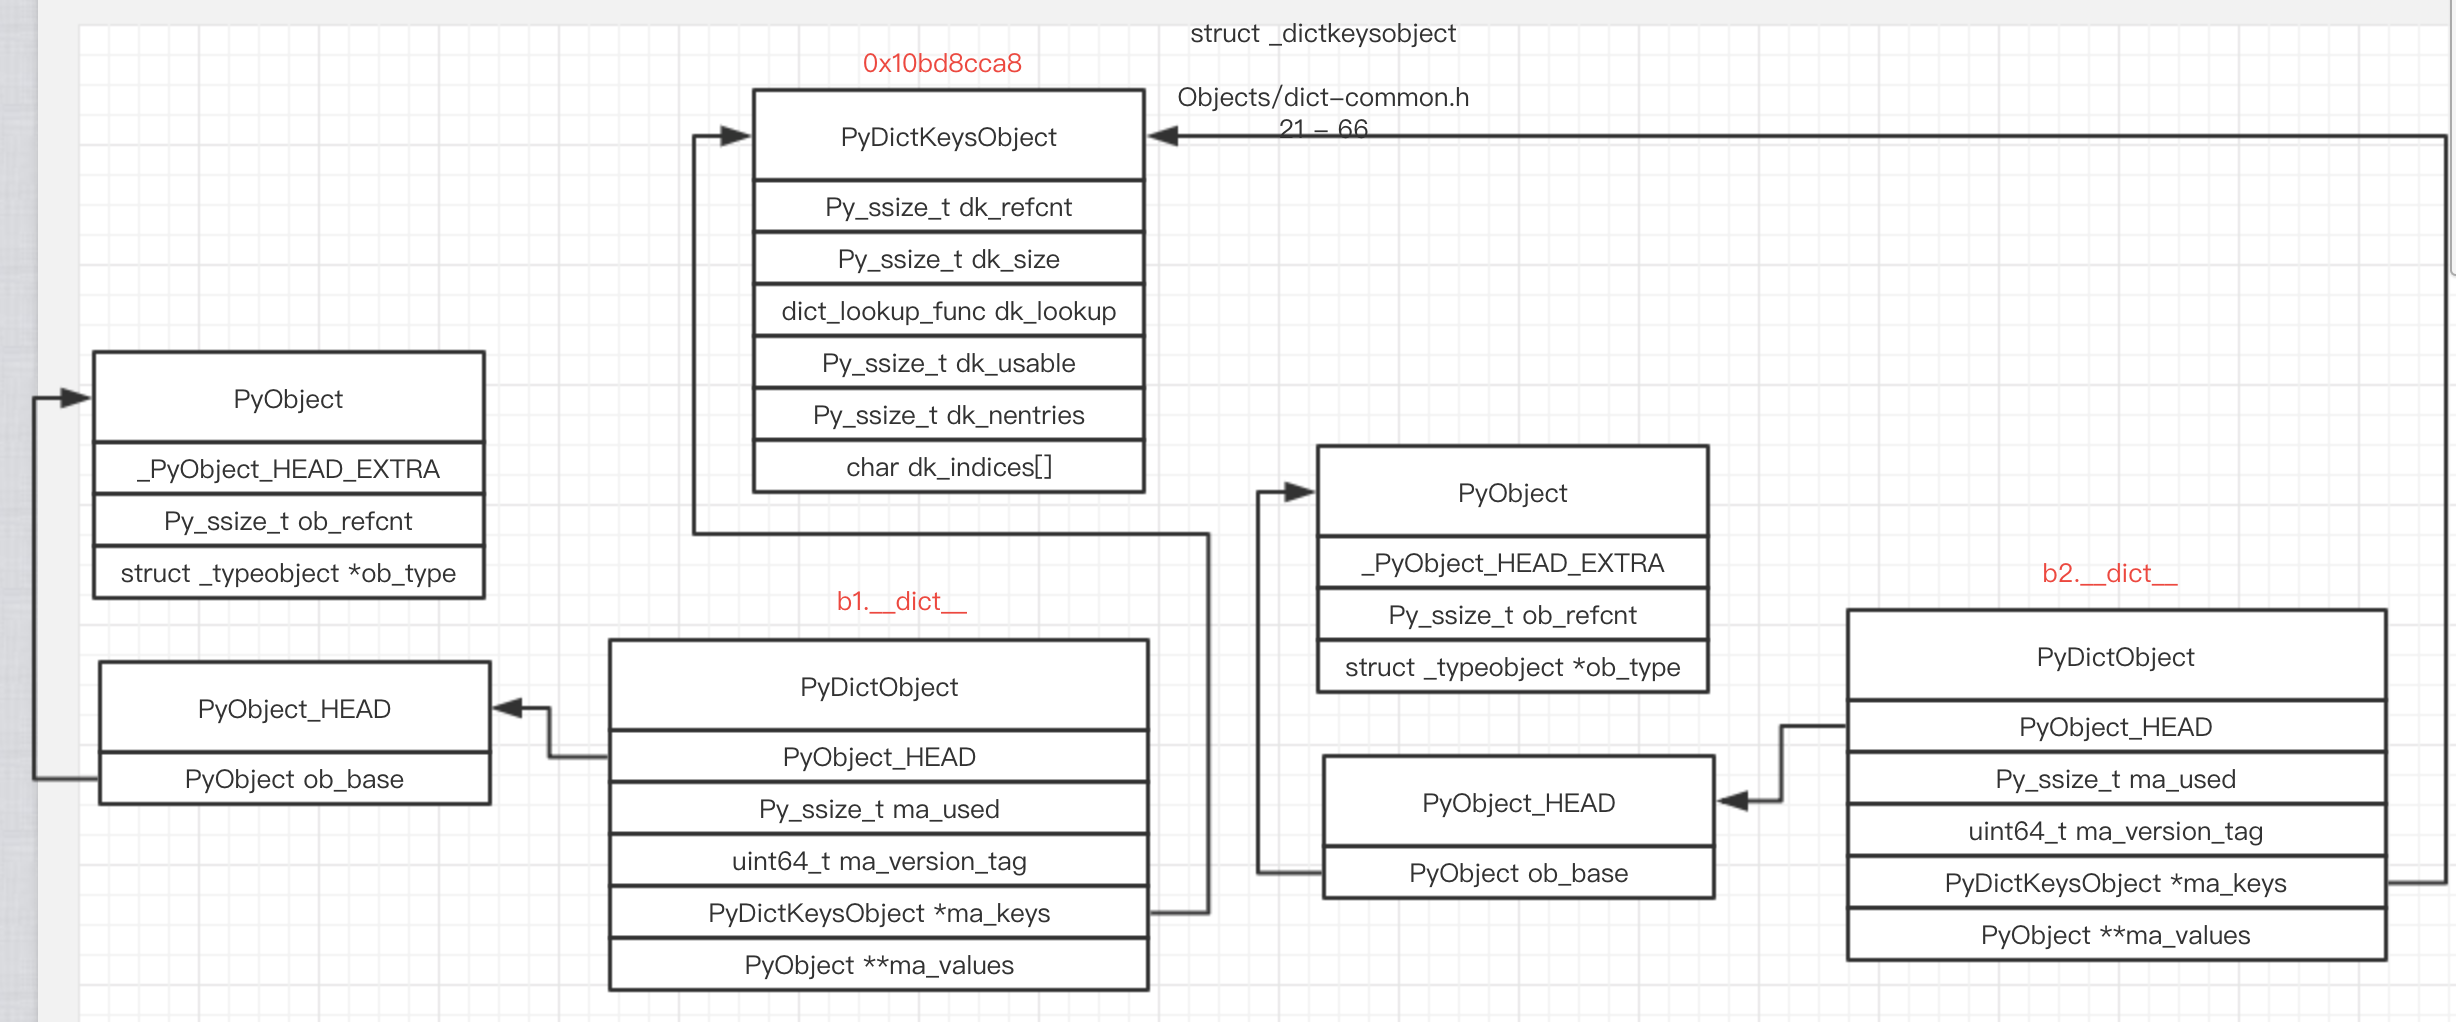 struct _dictkeysobject
Objects/dict-common.h
21 - 66
0x10bd8cca8
PyDictKeysObject
Py_ssize_t dk_refcnt
Py_ssize_t dk_size
dict_lookup_func dk_lookup
Py_ssize_t dk_usable
Py_ssize_t dk_nentries
char dk_indices[]
PyObject
_PyObject_HEAD_EXTRA
Py_ssize_t ob_refcnt
struct _typeobject *ob_type
PyObject_HEAD
PyObject ob_base
b1.__dict__
PyDictObject
PyObject_HEAD
Py_ssize_t ma_used
uint64_t ma_version_tag
PyDictKeysObject *ma_keys
PyObject **ma_values
PyObject
_PyObject_HEAD_EXTRA
Py_ssize_t ob_refcnt
struct _typeobject *ob_type
PyObject_HEAD
PyObject ob_base
b2.__dict__
PyDictObject
PyObject_HEAD
Py_ssize_t ma_used
uint64_t ma_version_tag
PyDictKeysObject *ma_keys
PyObject **ma_values